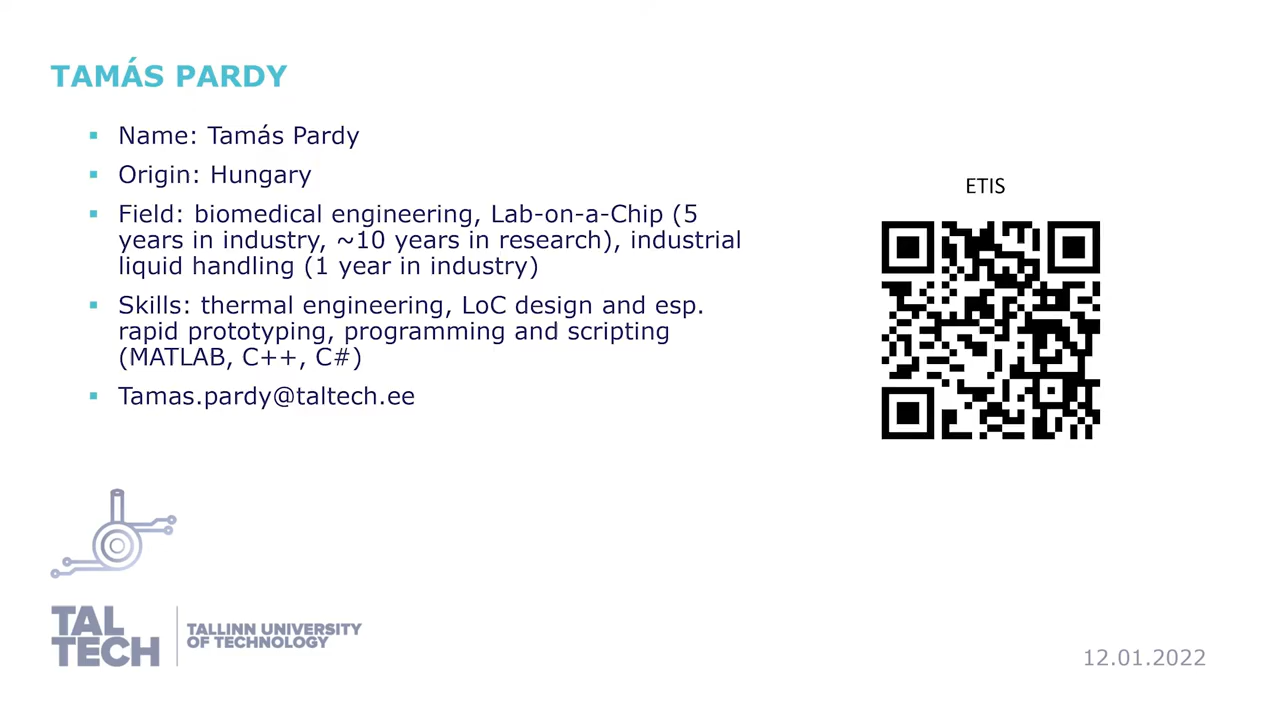 TAMÁS PARDY
▪ Name: Tamás Pardy
▪ Origin: Hungary
▪ Field: biomedical engineering, Lab-on-a-Chip (5
years in industry, ~10 years in research), industrial
liquid handling (1 year in industry)
▪ Skills: thermal engineering, LoC design and esp.
rapid prototyping, programming and scripting
(MATLAB, C++, C#)
▪ Tamas.pardy@taltech.ee
ETIS
TAL
TECH
TALLINN UNIVERSITY
OF TECHNOLOGY
12.01.2022